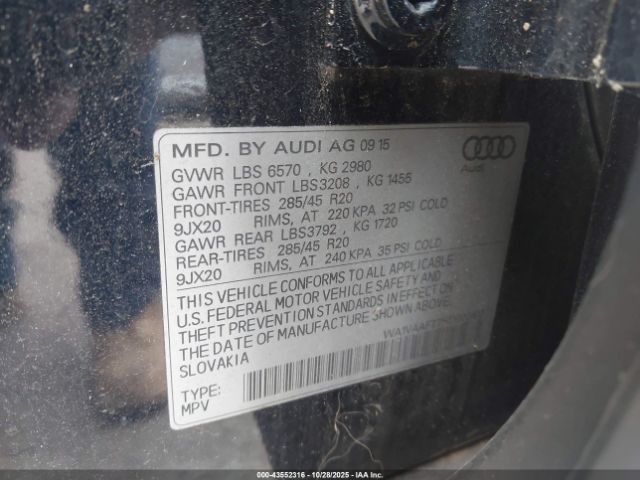 MFD. BY AUDI AG 09 15
GVWR LBS 6570 , KG 2980
GAWR FRONT LBS3208 , KG 1455
FRONT-TIRES 285/45 R20
9JX20 RIMS, AT 220 KPA 32 PSI COLD
GAWR REAR LBS3792 , KG 1720
REAR-TIRES 285/45 R20
9JX20 RIMS, AT 240 KPA 35 PSI COLD
Audi
THIS VEHICLE CONFORMS TO ALL APPLICABLE
U.S. FEDERAL MOTOR VEHICLE SAFETY AND
THEFT PREVENTION STANDARDS IN EFFECT ON
THE DATE OF MANUFACTURE SHOWN ABOVE.
SLOVAKIA
TYPE:
MPV
000-43552316 - 10/28/2025 - IAA INC.